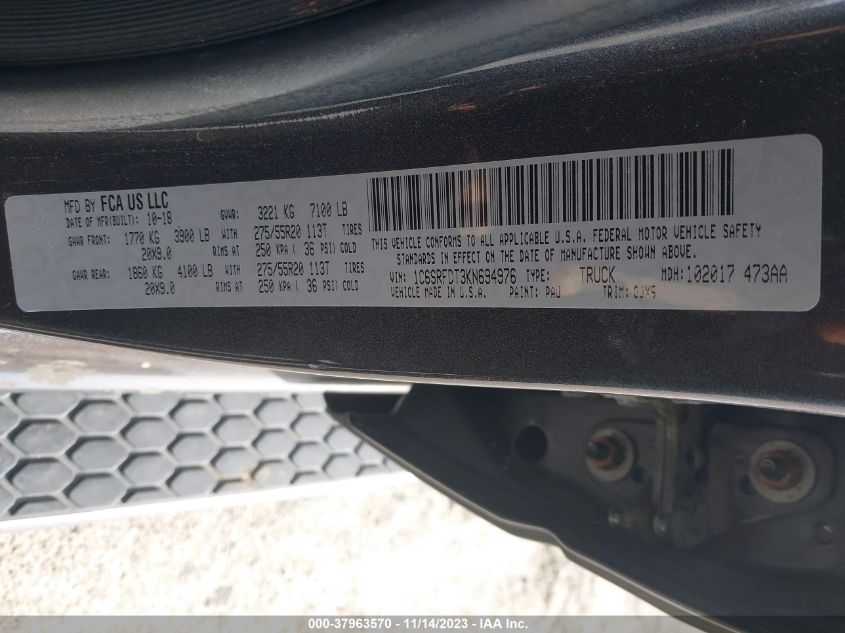 MFD BY FCA US LLC
DATE OF MFR(BUILT): 10-18 GVWR: 3221 KG 7100 LB
GAWR FRONT: 1770 KG 3900 LB WITH 275/55R20 113T TIRES
20X9.0 RIMS AT 250 KPA ( 36 PSI) COLD
GAWR REAR: 1860 KG 4100 LB WITH 275/55R20 113T TIRES
20X9.0 RIMS AT 250 KPA ( 36 PSI) COLD
THIS VEHICLE CONFORMS TO ALL APPLICABLE U.S.A. FEDERAL MOTOR VEHICLE SAFETY
STANDARDS IN EFFECT ON THE DATE OF MANUFACTURE SHOWN ABOVE.
VIN: 1C6SRFDT3KN694976 TYPE: TRUCK MDH: 102017 473AA
VEHICLE MADE IN U.S.A. PAINT: PAU TRIM:
000-37963570 - 11/14/2023 - IAA Inc.